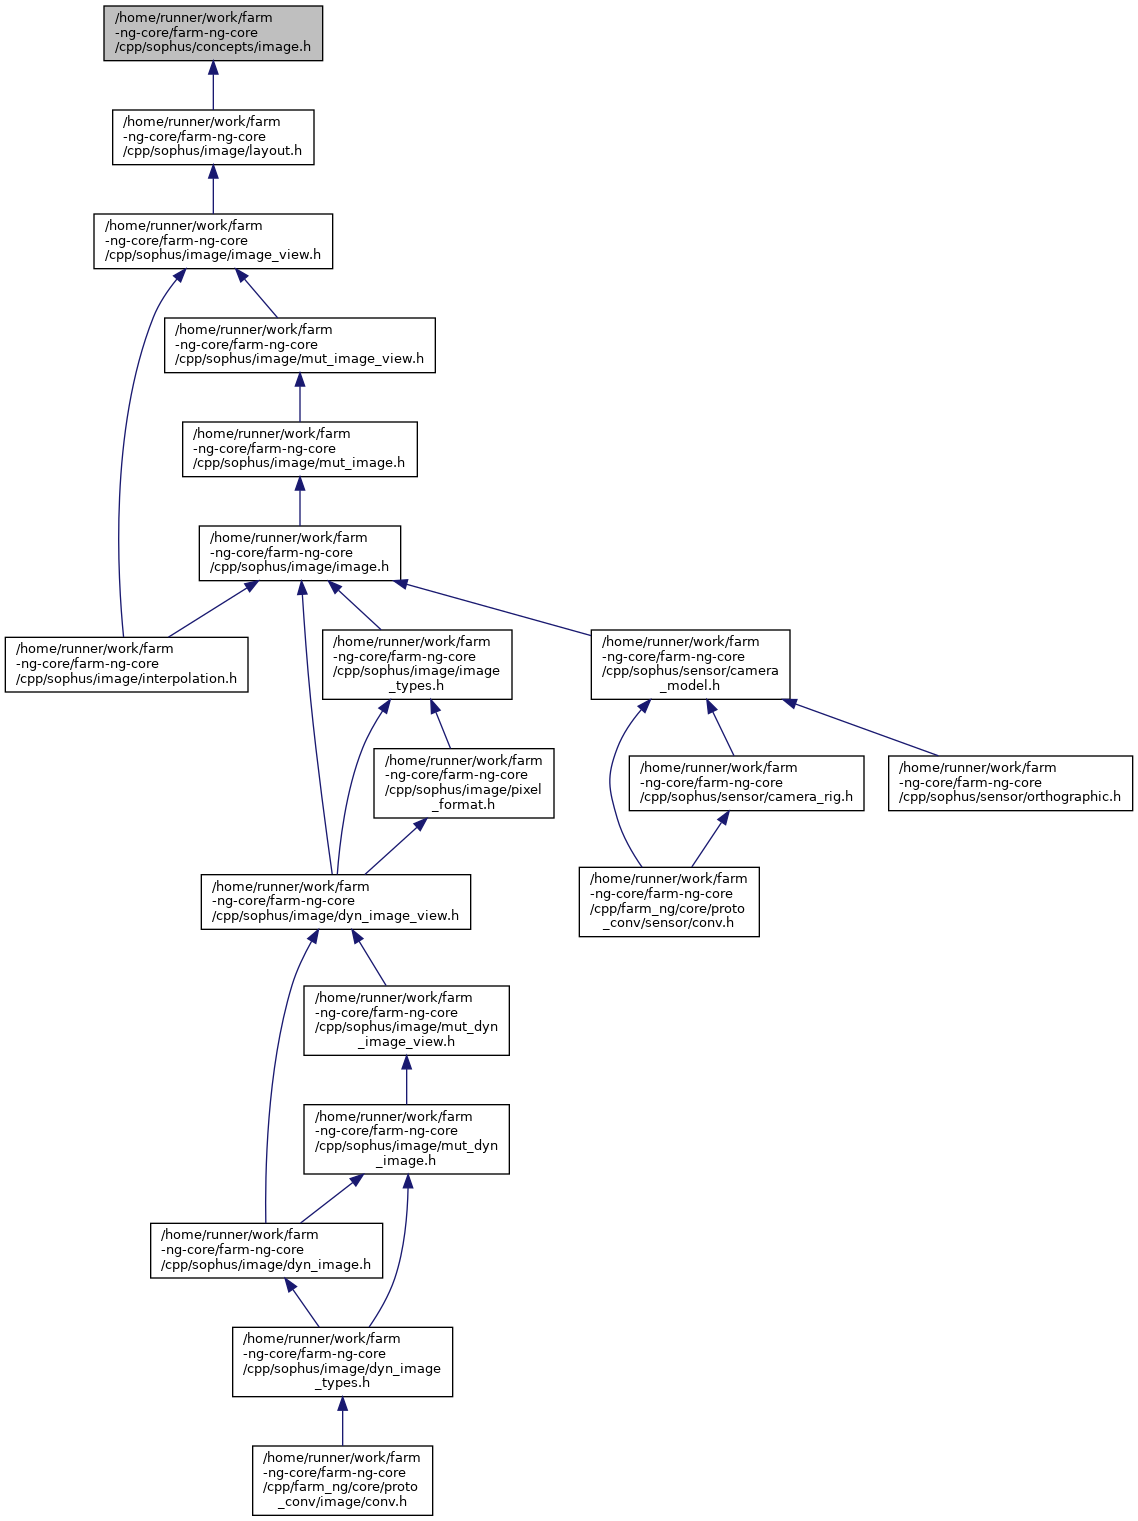 /home/runner/work/farm
-ng-core/farm-ng-core
/cpp/sophus/concepts/image.h
/home/runner/work/farm
-ng-core/farm-ng-core
/cpp/sophus/image/layout.h
/home/runner/work/farm
-ng-core/farm-ng-core
/cpp/sophus/image/image_view.h
/home/runner/work/farm
-ng-core/farm-ng-core
/cpp/sophus/image/mut_image_view.h
/home/runner/work/farm
-ng-core/farm-ng-core
/cpp/sophus/image/mut_image.h
/home/runner/work/farm
-ng-core/farm-ng-core
/cpp/sophus/image/image.h
/home/runner/work/farm
-ng-core/farm-ng-core
/cpp/sophus/image/interpolation.h
/home/runner/work/farm
-ng-core/farm-ng-core
/cpp/sophus/image/image
_types.h
/home/runner/work/farm
-ng-core/farm-ng-core
/cpp/sophus/sensor/camera
_model.h
/home/runner/work/farm
-ng-core/farm-ng-core
/cpp/sophus/image/pixel
_format.h
/home/runner/work/farm
-ng-core/farm-ng-core
/cpp/sophus/sensor/camera_rig.h
/home/runner/work/farm
-ng-core/farm-ng-core
/cpp/sophus/sensor/orthographic.h
/home/runner/work/farm
-ng-core/farm-ng-core
/cpp/sophus/image/dyn_image_view.h
/home/runner/work/farm
-ng-core/farm-ng-core
/cpp/farm_ng/core/proto
_conv/sensor/conv.h
/home/runner/work/farm
-ng-core/farm-ng-core
/cpp/sophus/image/mut_dyn
_image_view.h
/home/runner/work/farm
-ng-core/farm-ng-core
/cpp/sophus/image/mut_dyn
_image.h
/home/runner/work/farm
-ng-core/farm-ng-core
/cpp/sophus/image/dyn_image.h
/home/runner/work/farm
-ng-core/farm-ng-core
/cpp/sophus/image/dyn_image
_types.h
/home/runner/work/farm
-ng-core/farm-ng-core
/cpp/farm_ng/core/proto
_conv/image/conv.h